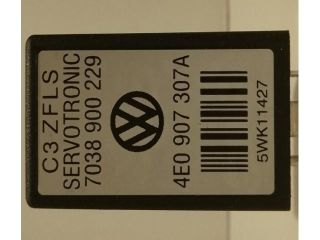 C3 ZFLS
SERVOTRONIC
7038 900 229
4E0 907 307A
5WK11427